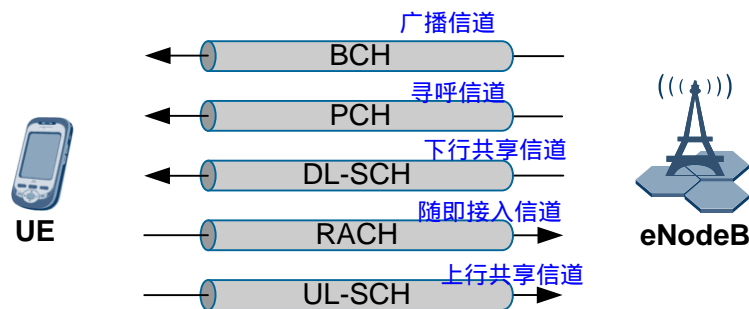 广播信道
BCH
寻呼信道
PCH
下行共享信道
DL-SCH
随即接入信道
RACH
上行共享信道
UL-SCH
UE
eNodeB